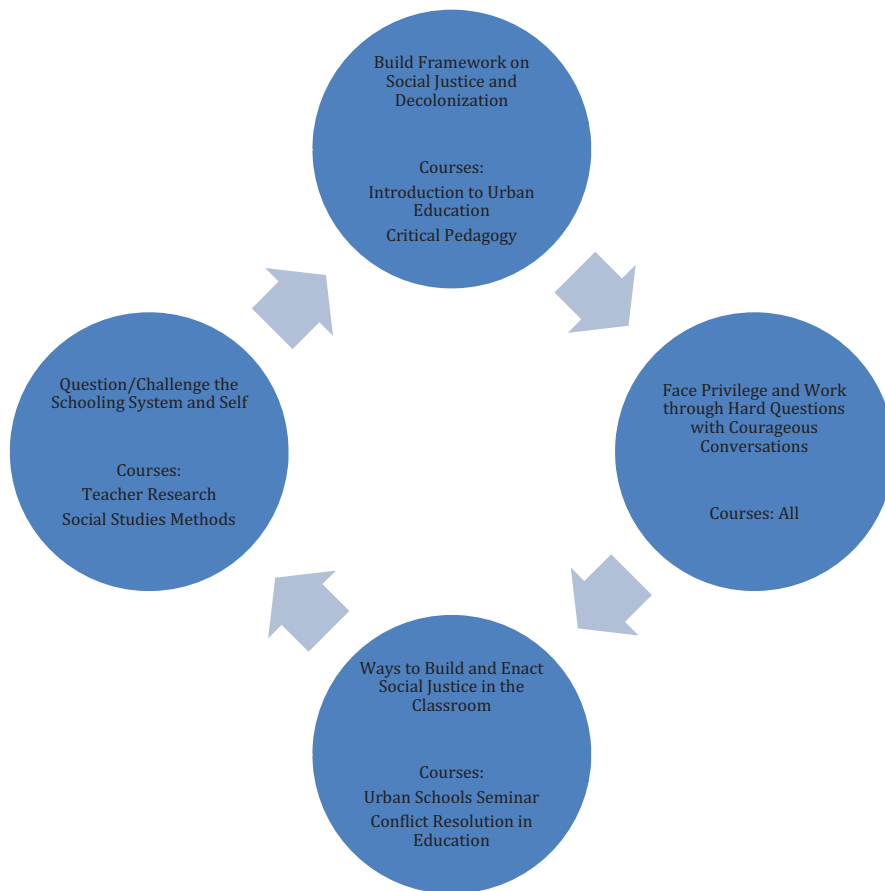 Build Framework on
Social Justice and
Decolonization
Courses:
Introduction to Urban
Education
Critical Pedagogy
Face Privilege and Work
through Hard Questions
with Courageous
Conversations
Courses: All
Ways to Build and Enact
Social Justice in the
Classroom
Courses:
Urban Schools Seminar
Conflict Resolution in
Education
Question/Challenge the
Schooling System and Self
Courses:
Teacher Research
Social Studies Methods